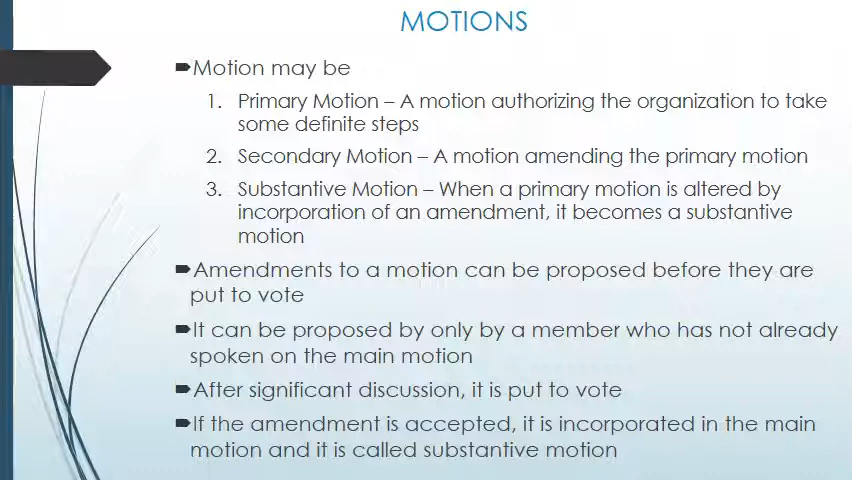 MOTIONS
Motion may be
1. Primary Motion – A motion authorizing the organization to take
some definite steps
2. Secondary Motion – A motion amending the primary motion
3. Substantive Motion – When a primary motion is altered by
incorporation of an amendment, it becomes a substantive
motion
Amendments to a motion can be proposed before they are
put to vote
It can be proposed by only by a member who has not already
spoken on the main motion
After significant discussion, it is put to vote
If the amendment is accepted, it is incorporated in the main
motion and it is called substantive motion